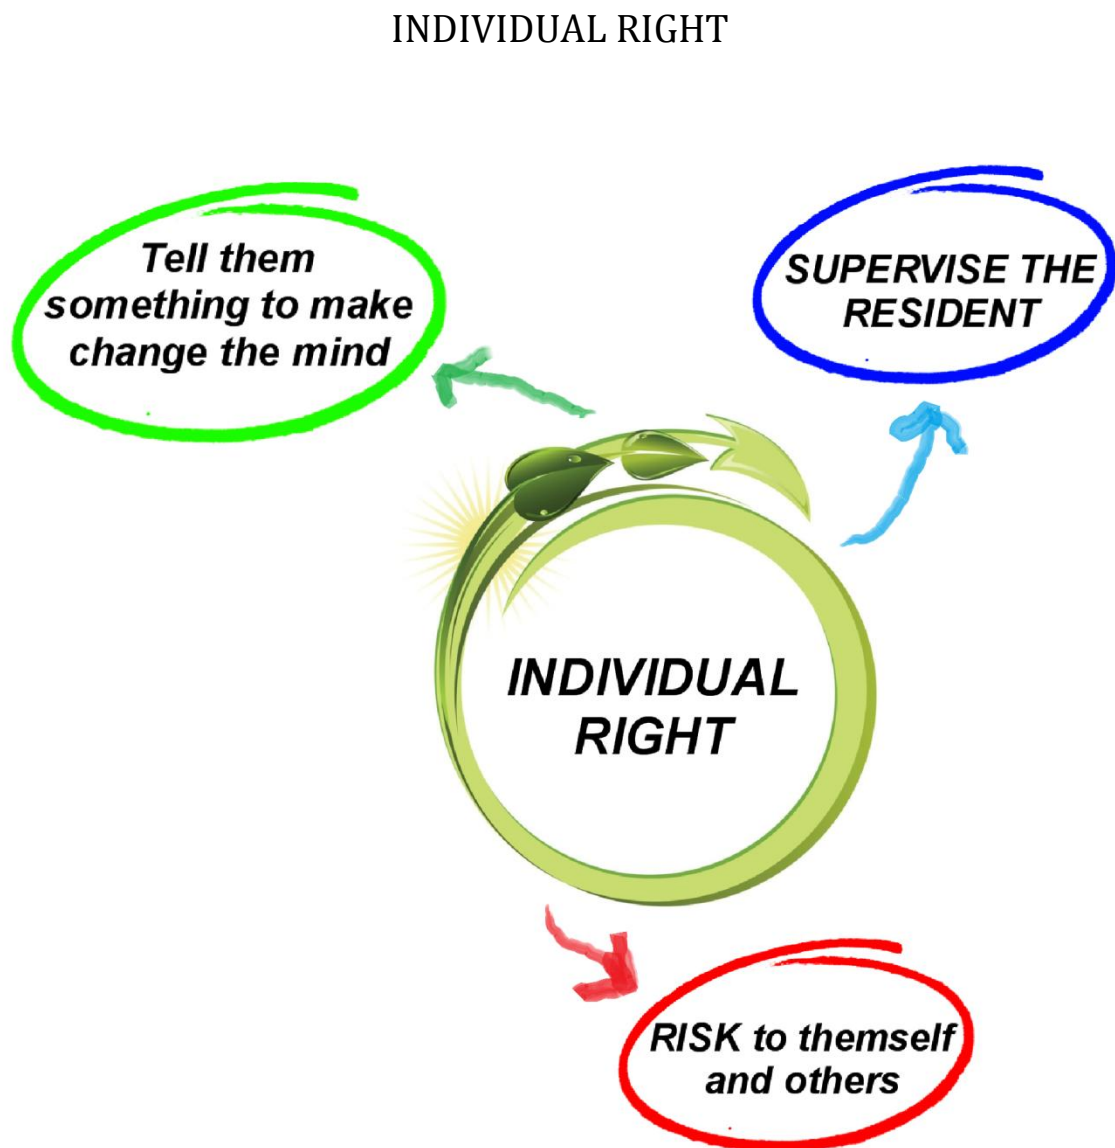 INDIVIDUAL RIGHT
Tell them
something to make
change the mind
SUPERVISE THE
RESIDENT
INDIVIDUAL
RIGHT
RISK to themself
and others